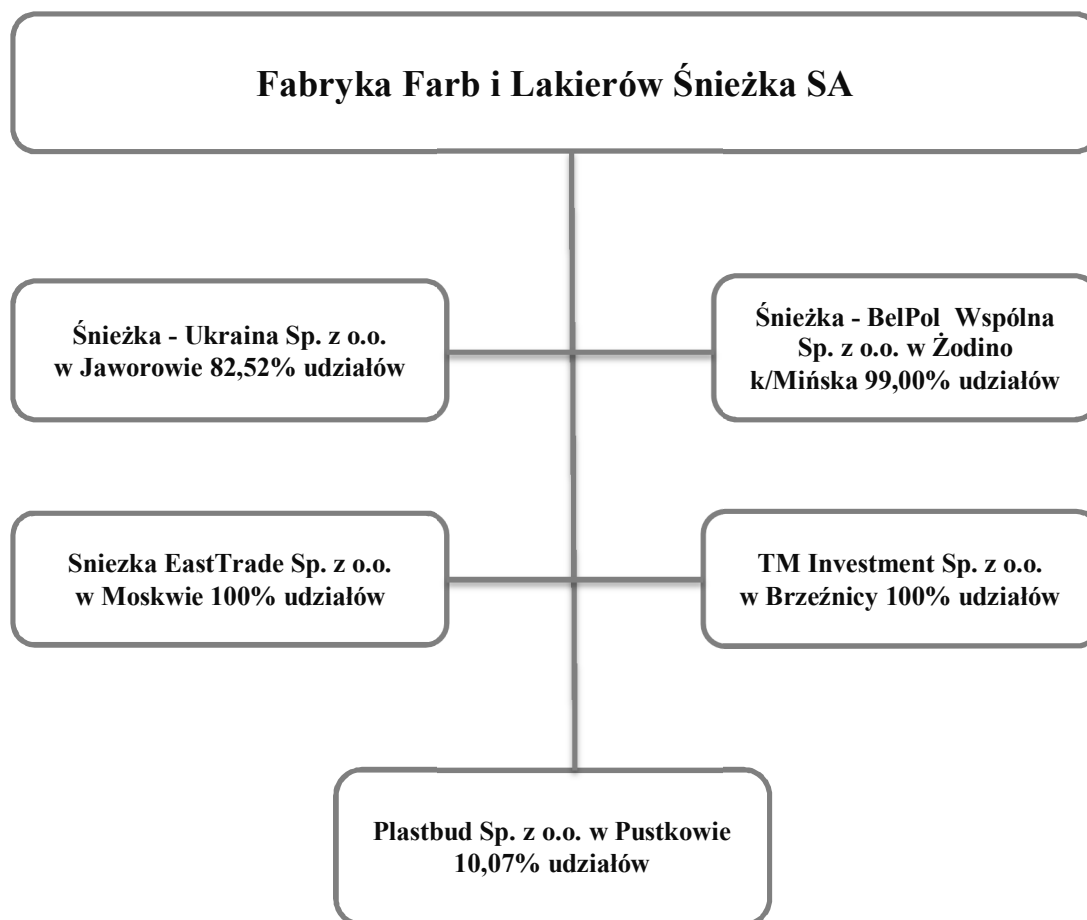 Fabryka Farb i Lakierów Śnieżka SA
Śnieżka - Ukraina Sp. z o.o.
w Jaworowie 82,52% udziałów
Śnieżka - BelPol Wspólna
Sp. z o.o. w Żodino
k/Mińska 99,00% udziałów
Sniezka EastTrade Sp. z o.o.
w Moskwie 100% udziałów
TM Investment Sp. z o.o.
w Brzeźnicy 100% udziałów
Plastbud Sp. z o.o. w Pustkowie
10,07% udziałów